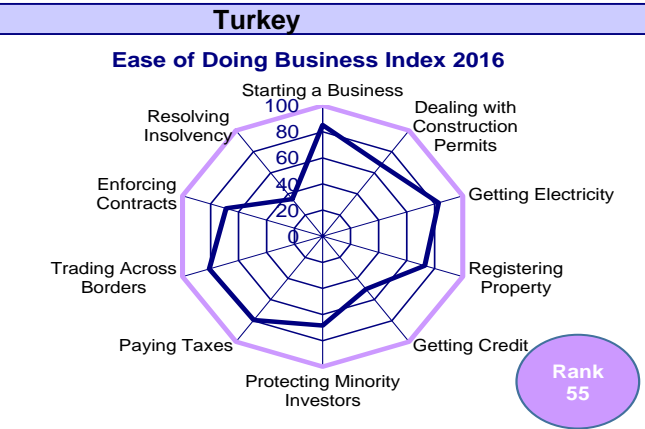 Turkey
Ease of Doing Business Index 2016
Starting a Business
Dealing with
Construction
Permits
Getting Electricity
Registering
Property
Getting Credit
Protecting Minority
Investors
Paying Taxes
Trading Across
Borders
Enforcing
Contracts
Resolving
Insolvency
100
80
60
40
20
0
Rank
55